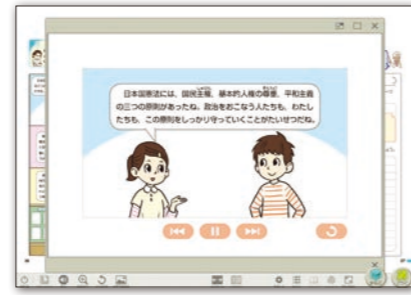 日本国憲法には、国民主権、基本的人権の尊重、平和主義
の三つの原則があったね。政治をおこなう人たちも、わたし
たちも、この原則をしっかり守っていくことがたいせつだね。